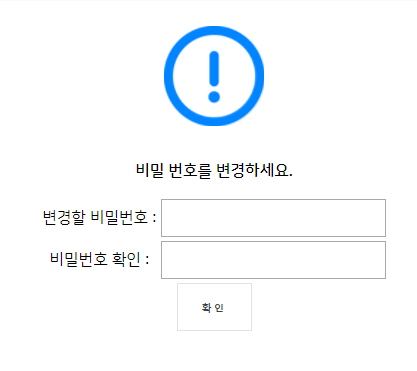 비밀 번호를 변경하세요.
변경할 비밀번호 :
비밀번호 확인 :
확 인